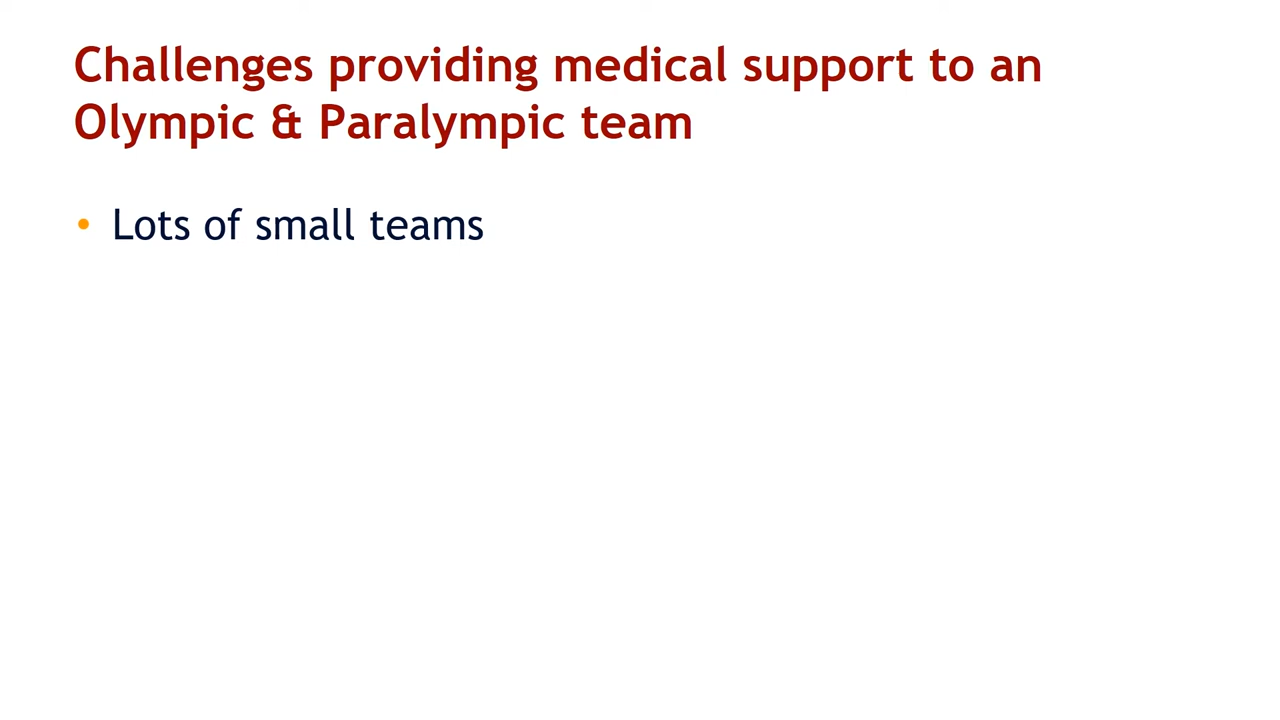 Challenges providing medical support to an
Olympic & Paralympic team
• Lots of small teams